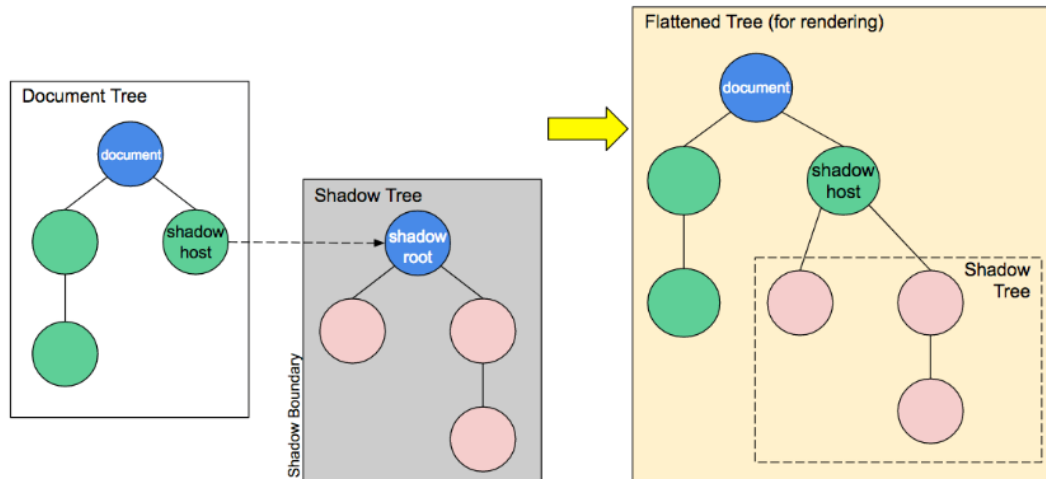 Document Tree
document
shadow
host
Shadow Tree
shadow
root
Shadow Boundary
Flattened Tree (for rendering)
document
shadow
host
Shadow
Tree